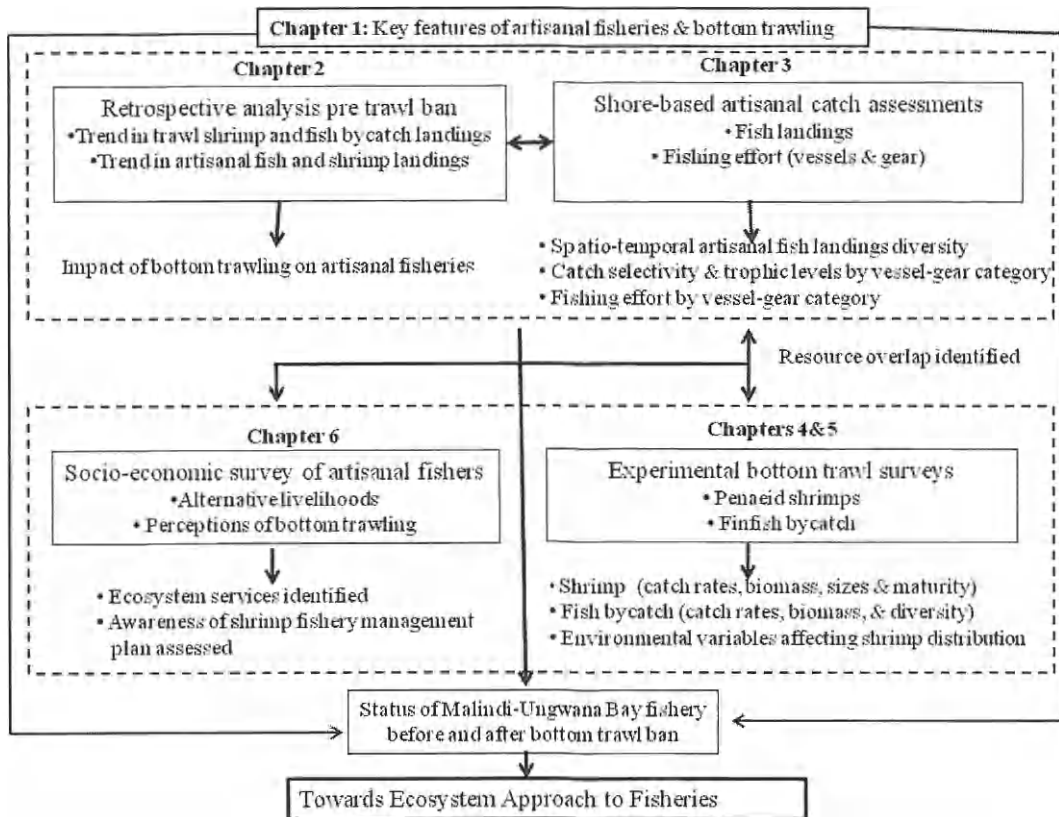 Chapter 1: Key features of artisanal fisheries & bottom trawling
Chapter 2
Retrospective analysis pre trawl ban
•Trend in trawl shrimp and fish bycatch landings
•Trend in artisanal fish and shrimp landings
Impact of bottom trawling on artisanal fisheries
Chapter 3
Shore-based artisanal catch assessments
• Fish landings
• Fishing effort (vessels & gear)
• Spatio-temporal artisanal fish landings diversity
• Catch selectivity & trophic levels by vessel-gear category
• Fishing effort by vessel-gear category
Resource overlap identified
Chapter 6
Socio-economic survey of artisanal fishers
•Alternative livelihoods
• Perceptions of bottom trawling
• Ecosystem services identified
• Awareness of shrimp fishery management
plan assessed
Chapters 4&5
Experimental bottom trawl surveys
• Penaeid shrimps
• Finfish bycatch
• Shrimp (catch rates, biomass, sizes & maturity)
• Fish bycatch (catch rates, biomass, & diversity)
• Environmental variables affecting shrimp distribution
Status of Malindi-Ungwana Bay fishery
before and after bottom trawl ban
Towards Ecosystem Approach to Fisheries